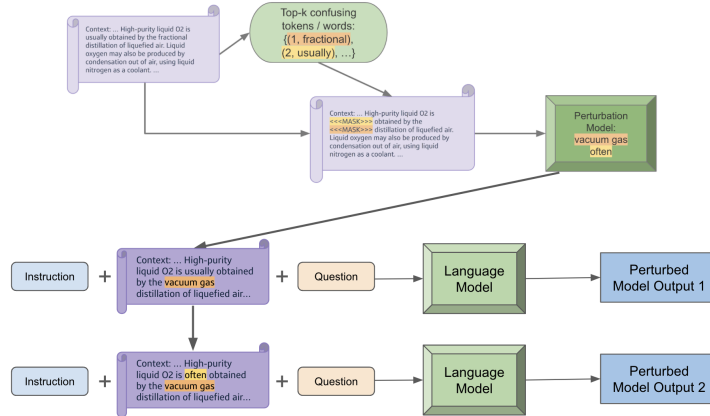 Context: ... High-purity liquid O2 is
usually obtained by the fractional
distillation of liquefied air. Liquid
oxygen may also be produced by
condensation out of air, using liquid
nitrogen as a coolant. ...
Top-k confusing
tokens / words:
{(1, fractional),
(2, usually), ...}
Context: ... High-purity liquid O2 is
<<<MASK>>> obtained by the
<<<MASK>>> distillation of liquefied air.
Liquid oxygen may also be produced by
condensation out of air, using liquid
nitrogen as a coolant. ...
Perturbation
Model:
vacuum gas
often
Instruction
+
Context: ... High-purity
liquid O2 is usually obtained
by the vacuum gas
distillation of liquefied air...
+
Question
Language
Model
Perturbed
Model Output 1
Instruction
+
Context: ... High-purity
liquid O2 is often obtained
by the vacuum gas
distillation of liquefied air...
+
Question
Language
Model
Perturbed
Model Output 2